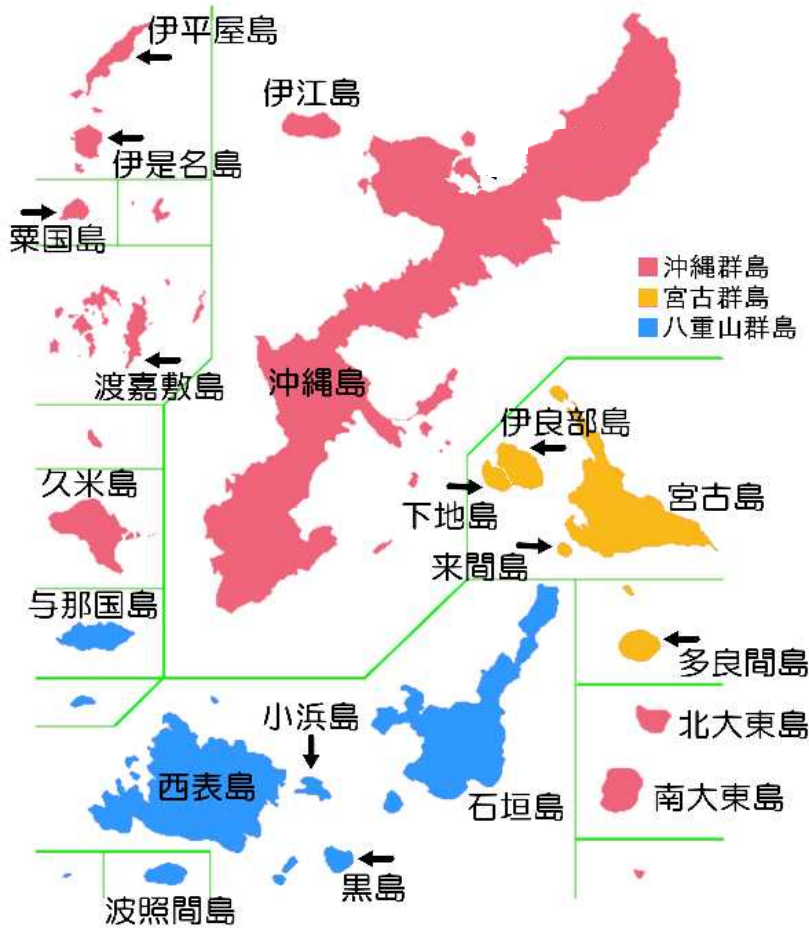 伊平屋島
伊江島
伊是名島
粟国島
沖縄群島
宮古群島
八重山群島
渡嘉敷島
沖縄島
伊良部島
久米島
宮古島
下地島
来間島
与那国島
多良間島
小浜島
北大東島
西表島
石垣島
南大東島
黒島
波照間島